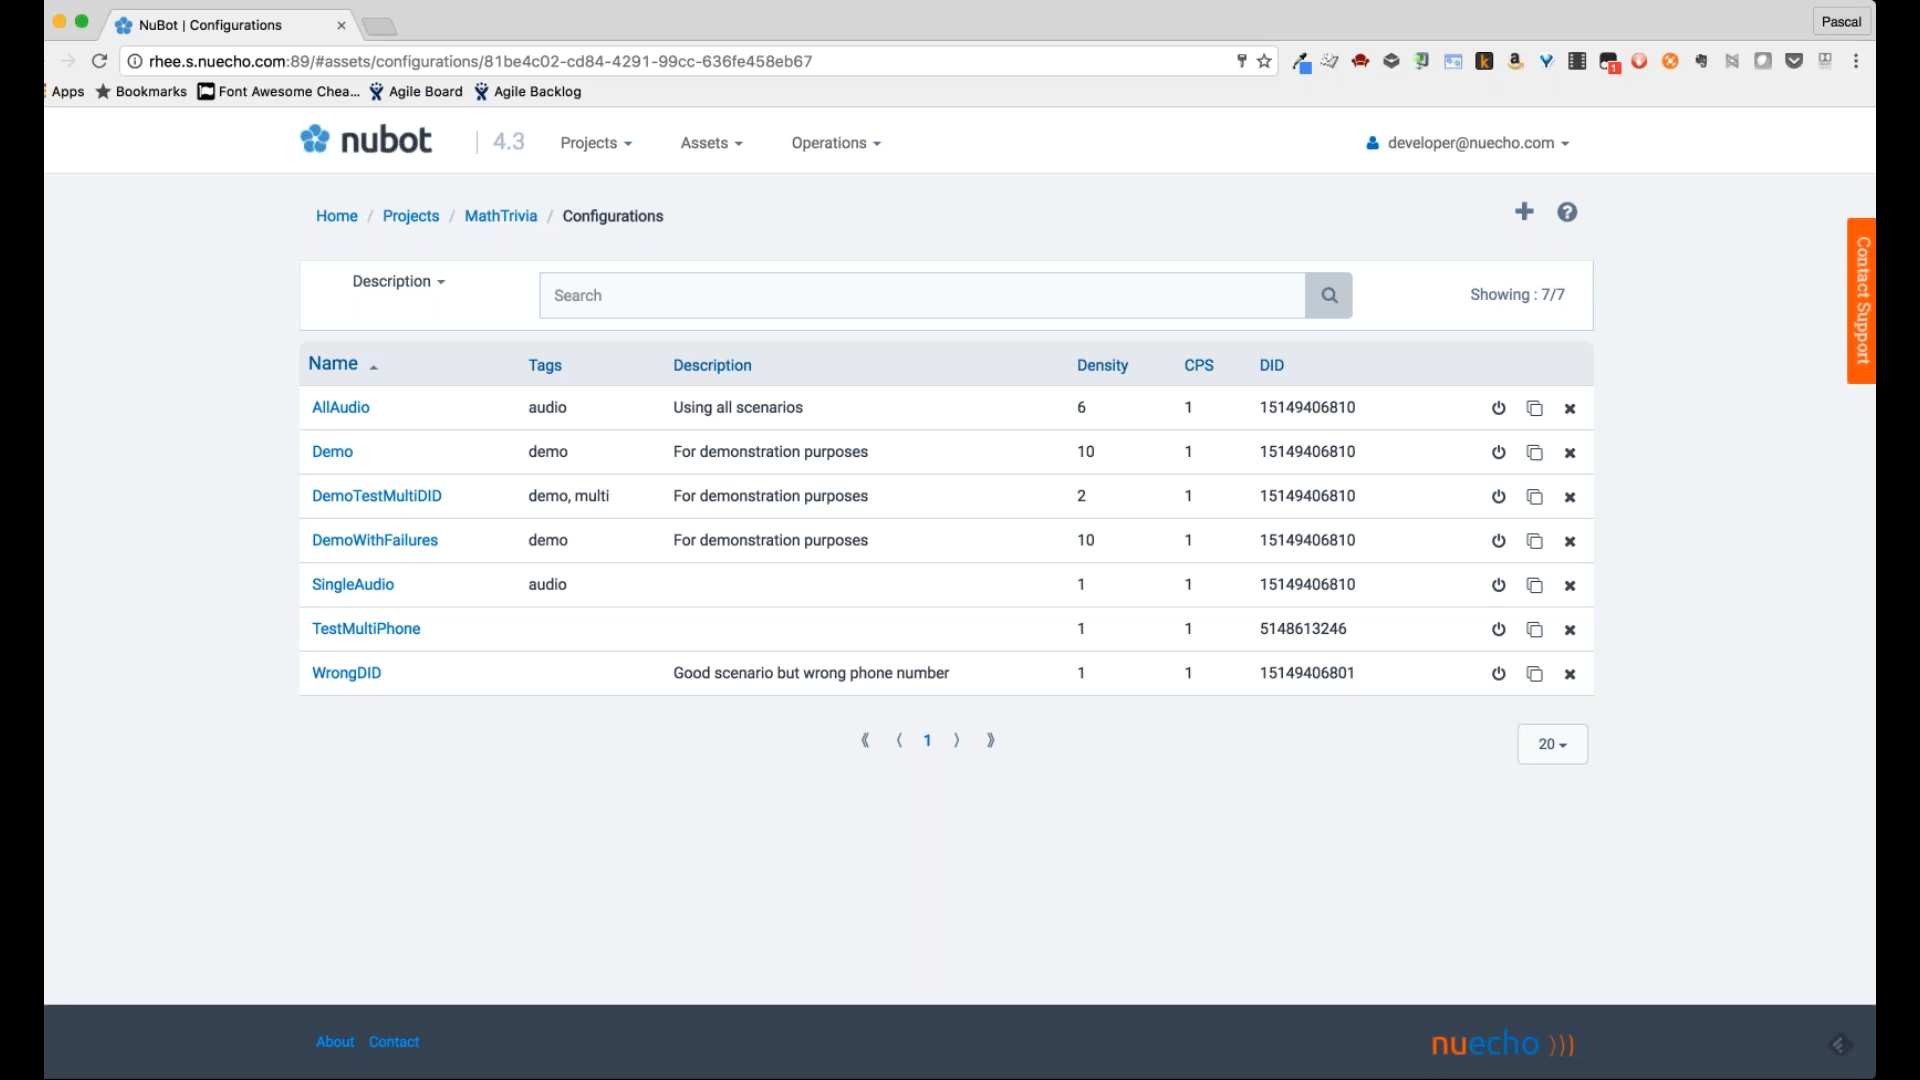 NuBot | Configurations
Pascal
rhee.s.nuecho.com:89/#assets/configurations/81be4c02-cd84-4291-99cc-636fe458eb67
Apps Bookmarks Font Awesome Chea... Agile Board Agile Backlog
nubot 4.3 Projects Assets Operations developer@nuecho.com
Home / Projects / MathTrivia / Configurations
Contact Support
Description Search Showing : 7/7
Name Tags Description Density CPS DID
AllAudio audio Using all scenarios 6 1 15149406810
Demo demo For demonstration purposes 10 1 15149406810
DemoTestMultiDID demo, multi For demonstration purposes 2 1 15149406810
DemoWithFailures demo For demonstration purposes 10 1 15149406810
SingleAudio audio 1 1 15149406810
TestMultiPhone 1 1 5148613246
WrongDID Good scenario but wrong phone number 1 1 15149406801
《 〈 1 〉 》 20
About Contact nuecho )))